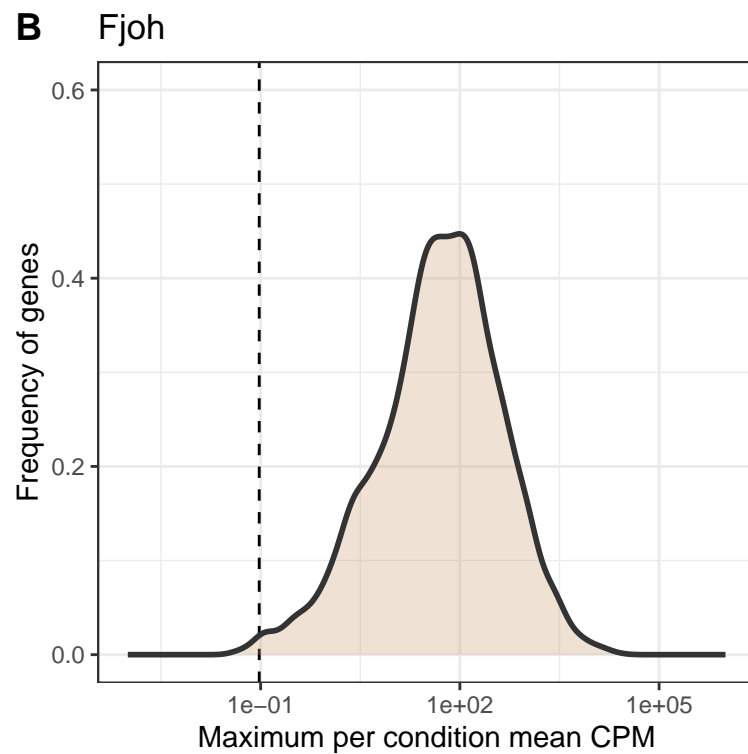 B Fjoh
0.6
0.4
0.2
0.0
Frequency of genes
1e−01 1e+02 1e+05
Maximum per condition mean CPM